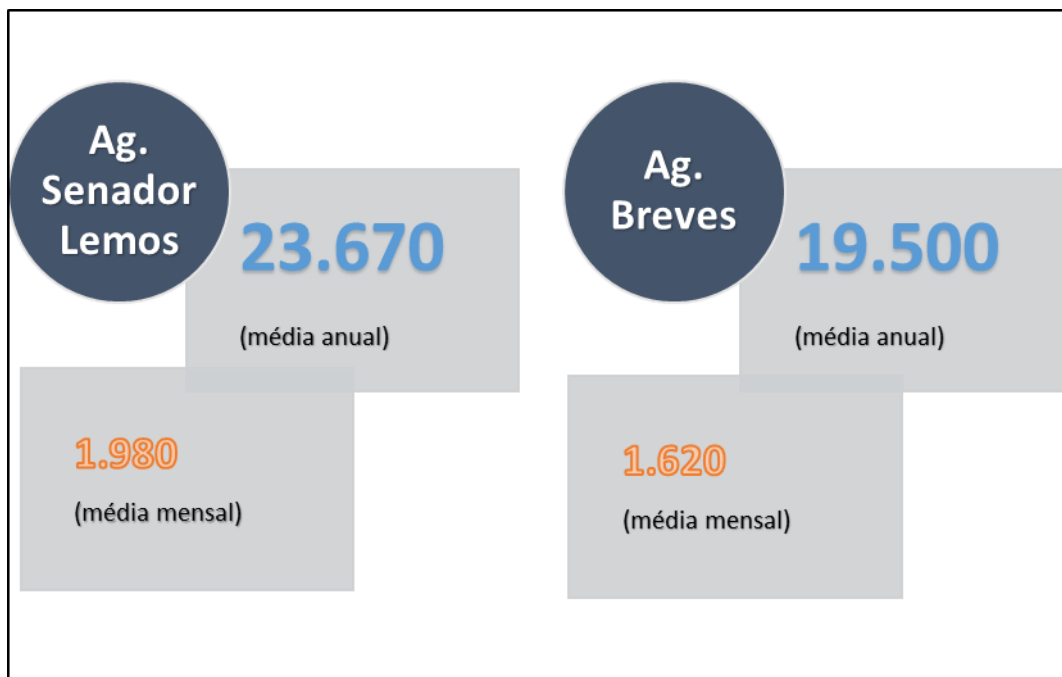 Ag.
Senador
Lemos
23.670
(média anual)
1.980
(média mensal)
Ag.
Breves
19.500
(média anual)
1.620
(média mensal)